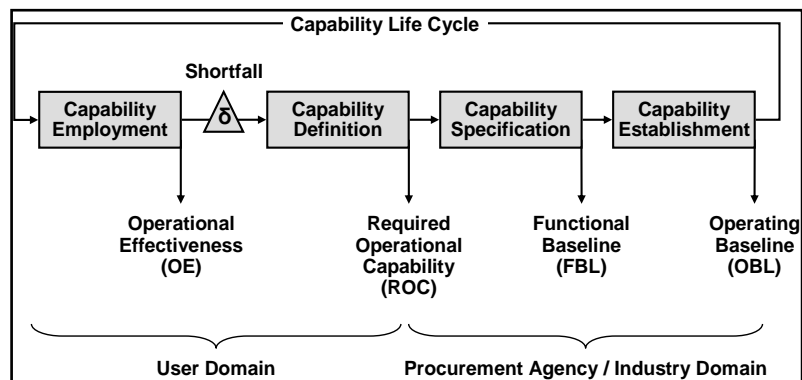 Capability Life Cycle
Shortfall
δ
Capability
Employment
Capability
Definition
Capability
Specification
Capability
Establishment
Operational
Effectiveness
(OE)
Required
Operational
Capability
(ROC)
Functional
Baseline
(FBL)
Operating
Baseline
(OBL)
User Domain
Procurement Agency / Industry Domain